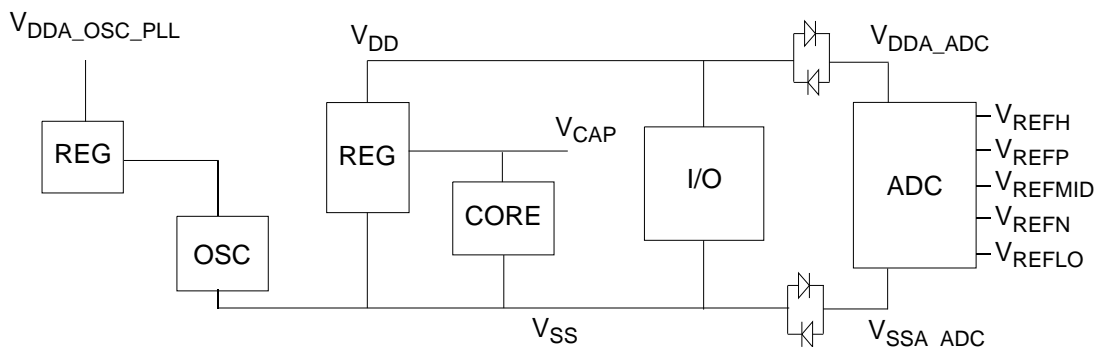 VDDA_OSC_PLL
VDD
VDDA_ADC
REG
REG
VCAP
CORE
I/O
ADC
VREFH
VREFP
VREFMID
VREFN
VREFLO
OSC
VSS
VSSA_ADC